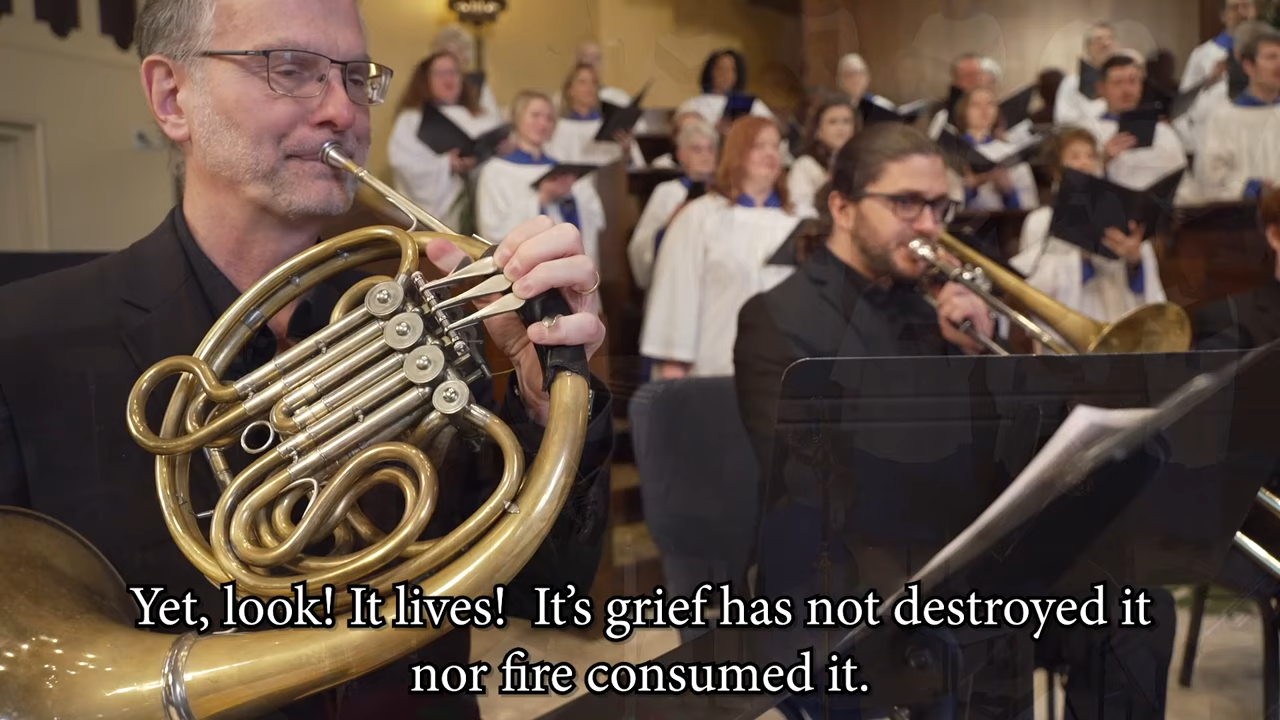 Yet, look! It lives!  It’s grief has not destroyed it
nor fire consumed it.